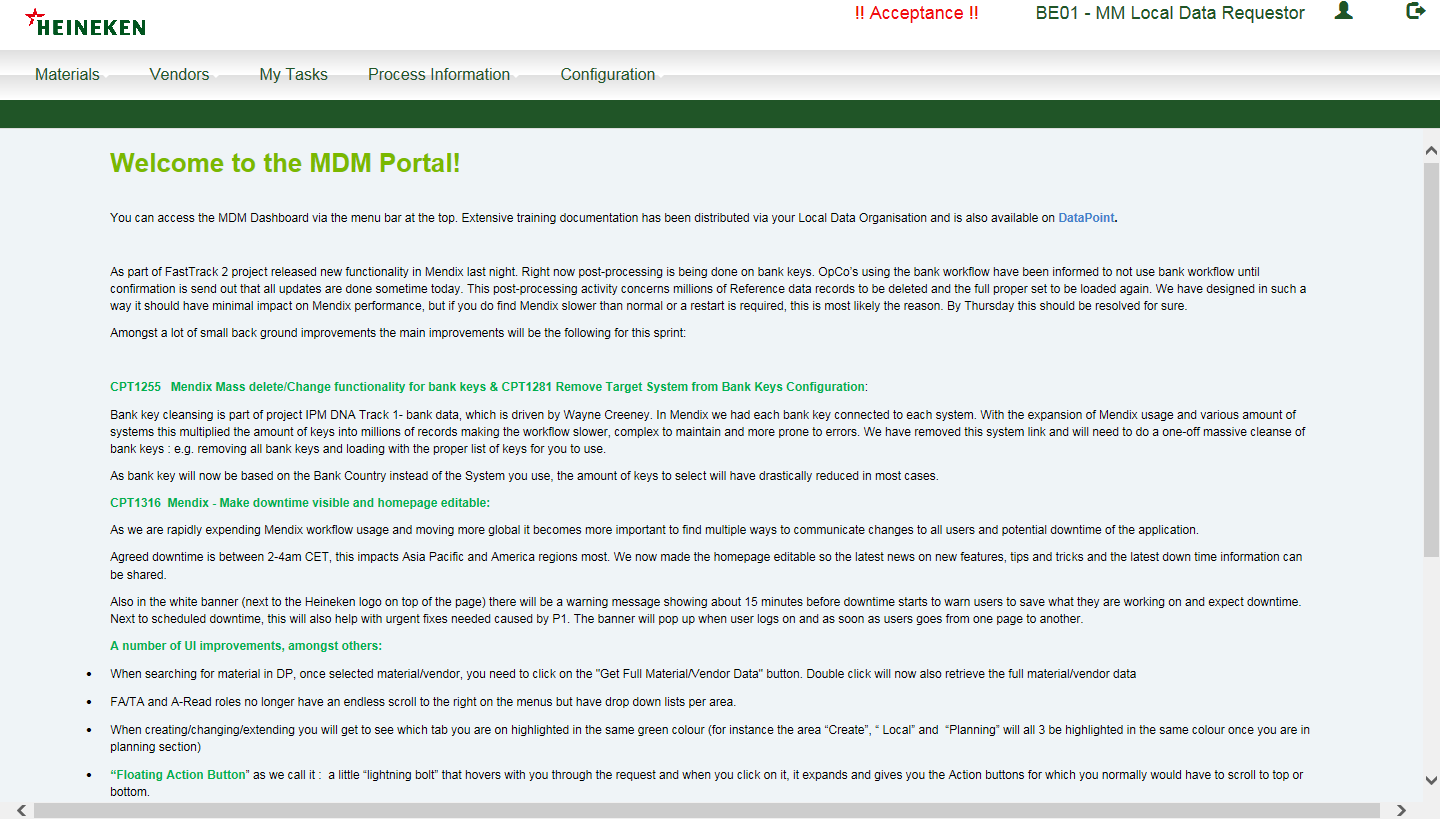 HEINEKEN
!! Acceptance !!
BE01 - MM Local Data Requestor
Materials
Vendors
My Tasks
Process Information
Configuration
Welcome to the MDM Portal!
You can access the MDM Dashboard via the menu bar at the top. Extensive training documentation has been distributed via your Local Data Organisation and is also available on DataPoint.
As part of FastTrack 2 project released new functionality in Mendix last night. Right now post-processing is being done on bank keys. OpCo's using the bank workflow have been informed to not use bank workflow until
confirmation is send out that all updates are done sometime today. This post-processing activity concerns millions of Reference data records to be deleted and the full proper set to be loaded again. We have designed in such a
way it should have minimal impact on Mendix performance, but if you do find Mendix slower than normal or a restart is required, this is most likely the reason. By Thursday this should be resolved for sure.
Amongst a lot of small back ground improvements the main improvements will be the following for this sprint:
CPT1255   Mendix Mass delete/Change functionality for bank keys & CPT1281 Remove Target System from Bank Keys Configuration:
Bank key cleansing is part of project IPM DNA Track 1- bank data, which is driven by Wayne Creeney. In Mendix we had each bank key connected to each system. With the expansion of Mendix usage and various amount of
systems this multiplied the amount of keys into millions of records making the workflow slower, complex to maintain and more prone to errors. We have removed this system link and will need to do a one-off massive cleanse of
bank keys : e.g. removing all bank keys and loading with the proper list of keys for you to use.
As bank key will now be based on the Bank Country instead of the System you use, the amount of keys to select will have drastically reduced in most cases.
CPT1316  Mendix - Make downtime visible and homepage editable:
As we are rapidly expending Mendix workflow usage and moving more global it becomes more important to find multiple ways to communicate changes to all users and potential downtime of the application.
Agreed downtime is between 2-4am CET, this impacts Asia Pacific and America regions most. We now made the homepage editable so the latest news on new features, tips and tricks and the latest down time information can
be shared.
Also in the white banner (next to the Heineken logo on top of the page) there will be a warning message showing about 15 minutes before downtime starts to warn users to save what they are working on and expect downtime.
Next to scheduled downtime, this will also help with urgent fixes needed caused by P1. The banner will pop up when user logs on and as soon as users goes from one page to another.
A number of UI improvements, amongst others:
• When searching for material in DP, once selected material/vendor, you need to click on the "Get Full Material/Vendor Data" button. Double click will now also retrieve the full material/vendor data
• FA/TA and A-Read roles no longer have an endless scroll to the right on the menus but have drop down lists per area.
• When creating/changing/extending you will get to see which tab you are on highlighted in the same green colour (for instance the area “Create”, “ Local” and  “Planning” will all 3 be highlighted in the same colour once you are in
planning section)
• “Floating Action Button” as we call it :  a little “lightning bolt” that hovers with you through the request and when you click on it, it expands and gives you the Action buttons for which you normally would have to scroll to top or
bottom.